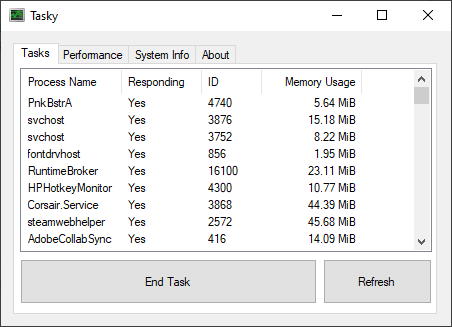 Tasky
Tasks Performance System Info About
Process Name Responding ID Memory Usage
PnkBstrA Yes 4740 5.64 MiB
svchost Yes 3876 15.18 MiB
svchost Yes 3752 8.22 MiB
fontdrvhost Yes 856 1.95 MiB
RuntimeBroker Yes 16100 23.11 MiB
HPHotkeyMonitor Yes 4300 10.77 MiB
Corsair.Service Yes 3868 44.39 MiB
steamwebhelper Yes 2572 45.68 MiB
AdobeCollabSync Yes 416 14.09 MiB
End Task Refresh